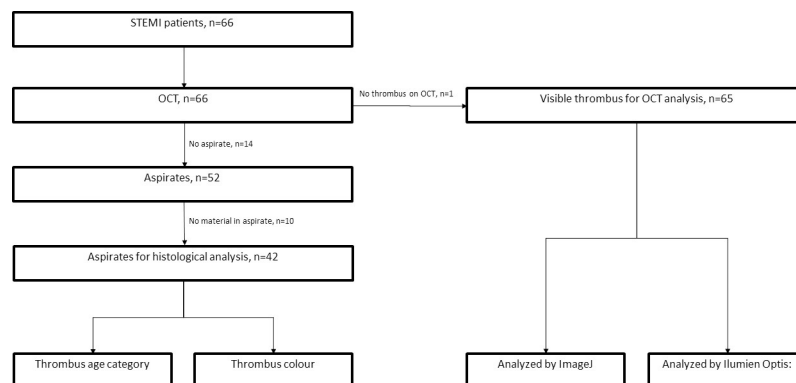 STEMI patients, n=66
OCT, n=66
No thrombus on OCT, n=1
Visible thrombus for OCT analysis, n=65
No aspirate, n=14
Aspirates, n=52
No material in aspirate, n=10
Aspirates for histological analysis, n=42
Thrombus age category
Thrombus colour
Analyzed by ImageJ
Analyzed by Ilumien Optis: